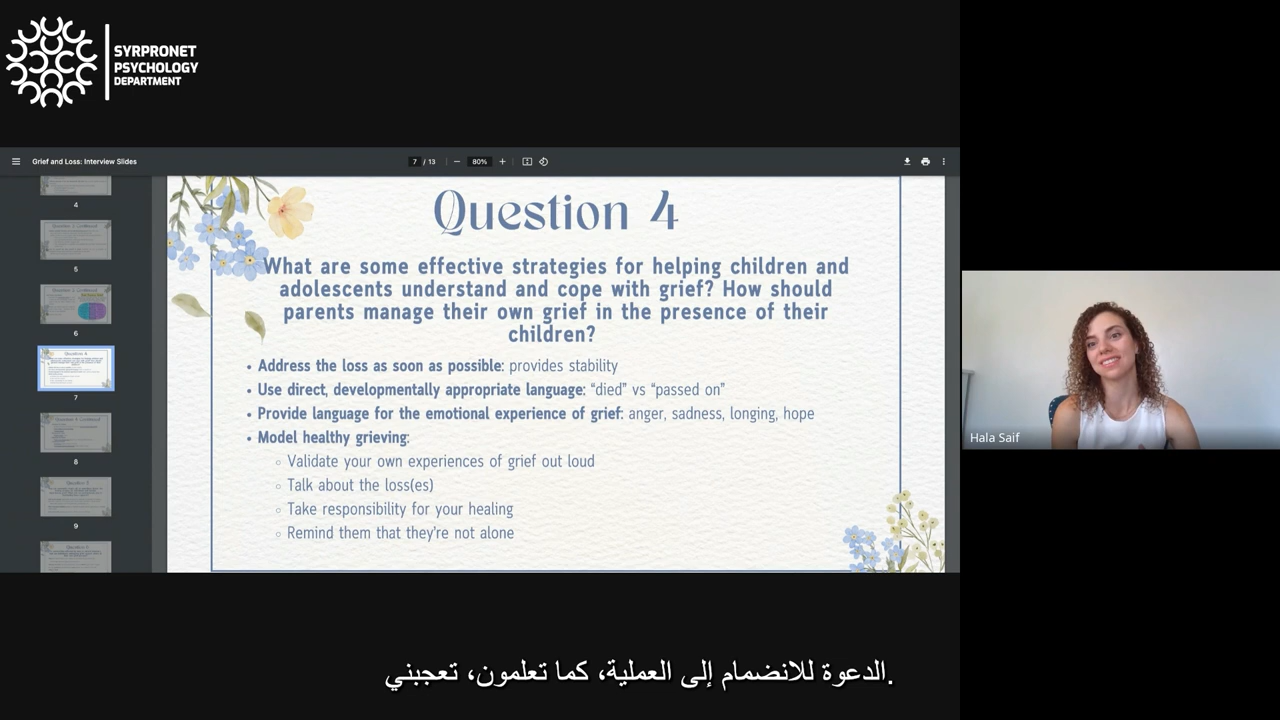 SYRPRONET
PSYCHOLOGY
DEPARTMENT
Grief and Loss: Interview Slides
7 / 13
80%
4
5
6
7
8
9
Question 4
What are some effective strategies for helping children and
adolescents understand and cope with grief? How should
parents manage their own grief in the presence of their
children?
• Address the loss as soon as possible: provides stability
• Use direct, developmentally appropriate language: “died” vs “passed on”
• Provide language for the emotional experience of grief: anger, sadness, longing, hope
• Model healthy grieving:
◦ Validate your own experiences of grief out loud
◦ Talk about the loss(es)
◦ Take responsibility for your healing
◦ Remind them that they're not alone
Hala Saif
الدعوة للانضمام إلى العملية، كما تعلمون، تعجبني.